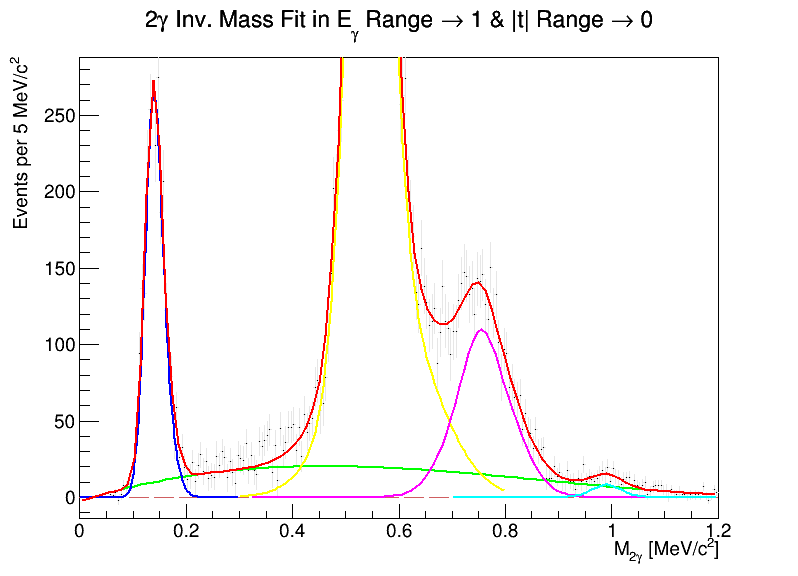 2γ Inv. Mass Fit in Eγ Range → 1 & |t| Range → 0
Events per 5 MeV/c²
250
200
150
100
50
0
0 0.2 0.4 0.6 0.8 1 1.2
M2γ [MeV/c²]